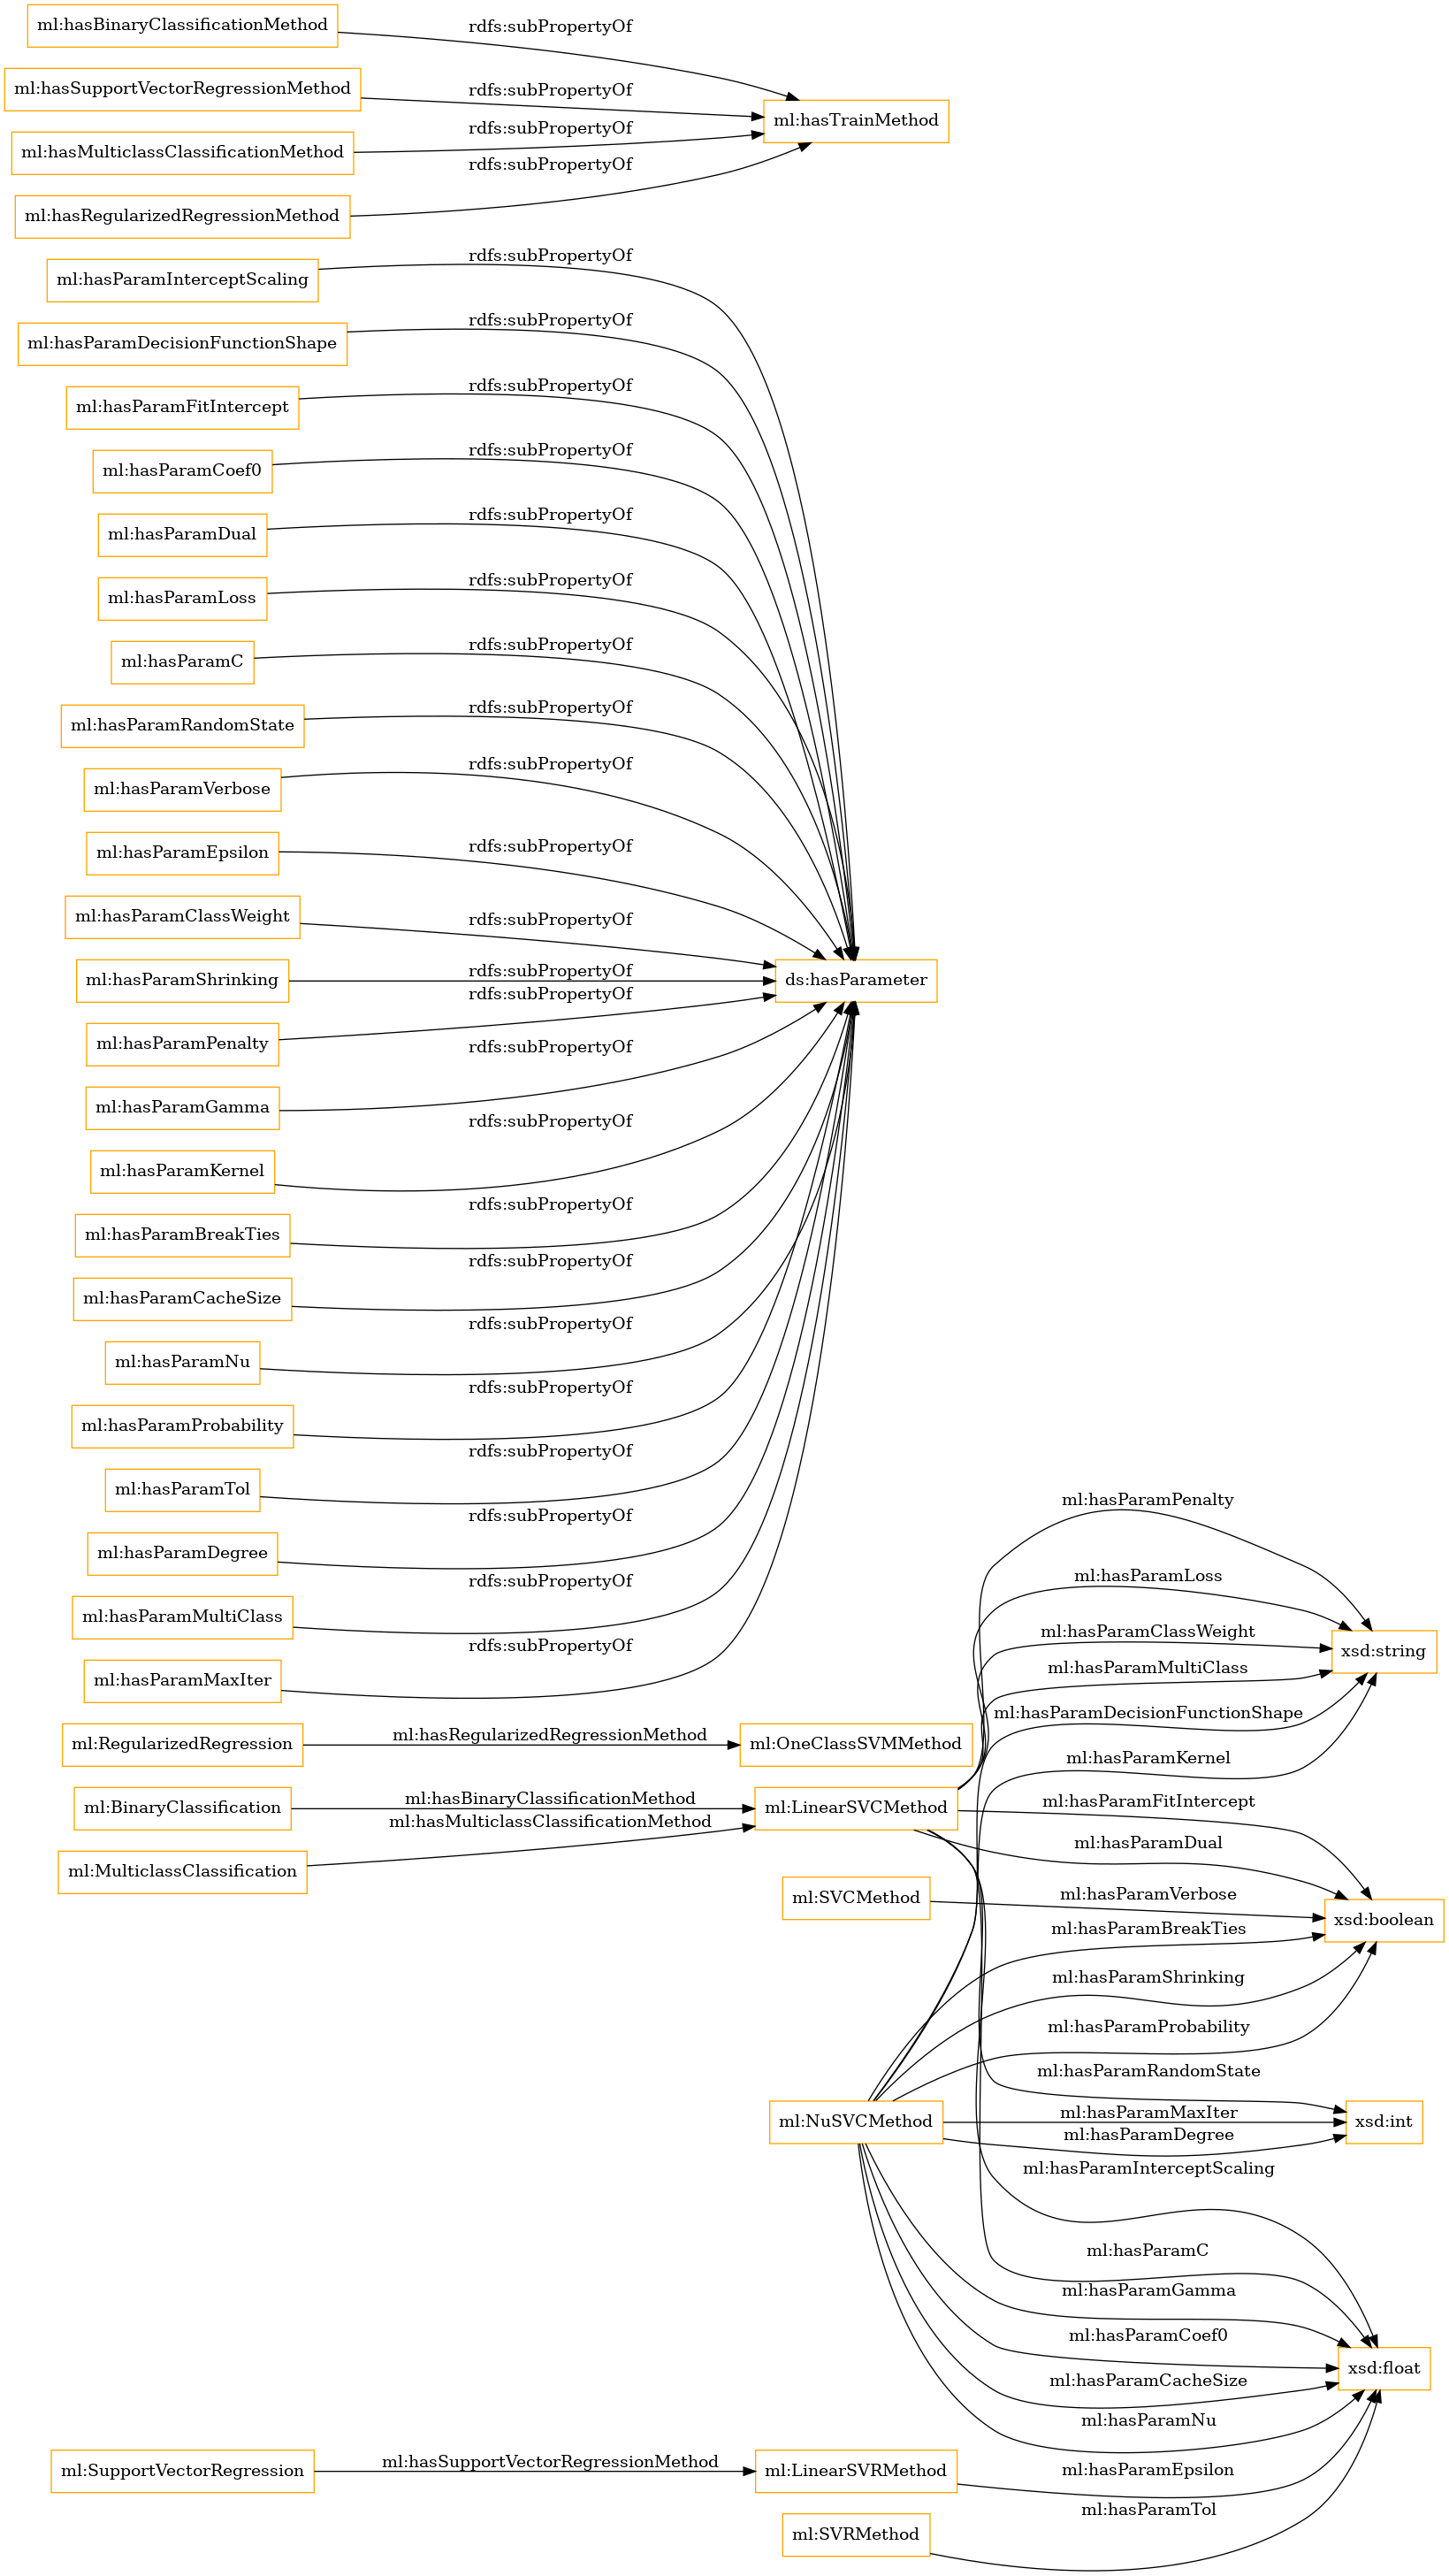 ml:hasBinaryClassificationMethod
rdfs:subPropertyOf
ml:hasSupportVectorRegressionMethod
rdfs:subPropertyOf
ml:hasTrainMethod
ml:hasMulticlassClassificationMethod
rdfs:subPropertyOf
ml:hasRegularizedRegressionMethod
rdfs:subPropertyOf
ml:hasParamInterceptScaling
rdfs:subPropertyOf
ml:hasParamDecisionFunctionShape
rdfs:subPropertyOf
ml:hasParamFitIntercept
rdfs:subPropertyOf
ml:hasParamCoef0
rdfs:subPropertyOf
ml:hasParamDual
rdfs:subPropertyOf
ml:hasParamLoss
rdfs:subPropertyOf
ml:hasParamC
rdfs:subPropertyOf
ml:hasParamRandomState
rdfs:subPropertyOf
ml:hasParamVerbose
rdfs:subPropertyOf
ml:hasParamEpsilon
rdfs:subPropertyOf
ml:hasParamClassWeight
rdfs:subPropertyOf
ml:hasParamShrinking
rdfs:subPropertyOf
ds:hasParameter
ml:hasParamPenalty
rdfs:subPropertyOf
ml:hasParamGamma
rdfs:subPropertyOf
ml:hasParamKernel
rdfs:subPropertyOf
ml:hasParamBreakTies
rdfs:subPropertyOf
ml:hasParamCacheSize
rdfs:subPropertyOf
ml:hasParamNu
rdfs:subPropertyOf
ml:hasParamProbability
rdfs:subPropertyOf
ml:hasParamTol
rdfs:subPropertyOf
ml:hasParamDegree
rdfs:subPropertyOf
ml:hasParamMultiClass
rdfs:subPropertyOf
ml:hasParamMaxIter
rdfs:subPropertyOf
ml:RegularizedRegression
ml:hasRegularizedRegressionMethod
ml:OneClassSVMMethod
ml:BinaryClassification
ml:hasBinaryClassificationMethod
ml:LinearSVCMethod
ml:MulticlassClassification
ml:hasMulticlassClassificationMethod
ml:hasParamPenalty
ml:hasParamLoss
ml:hasParamClassWeight
xsd:string
ml:hasParamMultiClass
ml:hasParamDecisionFunctionShape
ml:hasParamKernel
ml:hasParamFitIntercept
ml:hasParamDual
ml:SVCMethod
ml:hasParamVerbose
xsd:boolean
ml:hasParamBreakTies
ml:hasParamShrinking
ml:hasParamProbability
ml:hasParamRandomState
ml:NuSVCMethod
ml:hasParamMaxIter
xsd:int
ml:hasParamDegree
ml:hasParamInterceptScaling
ml:hasParamC
ml:hasParamGamma
ml:hasParamCoef0
xsd:float
ml:hasParamCacheSize
ml:hasParamNu
ml:SupportVectorRegression
ml:hasSupportVectorRegressionMethod
ml:LinearSVRMethod
ml:hasParamEpsilon
ml:hasParamTol
ml:SVRMethod